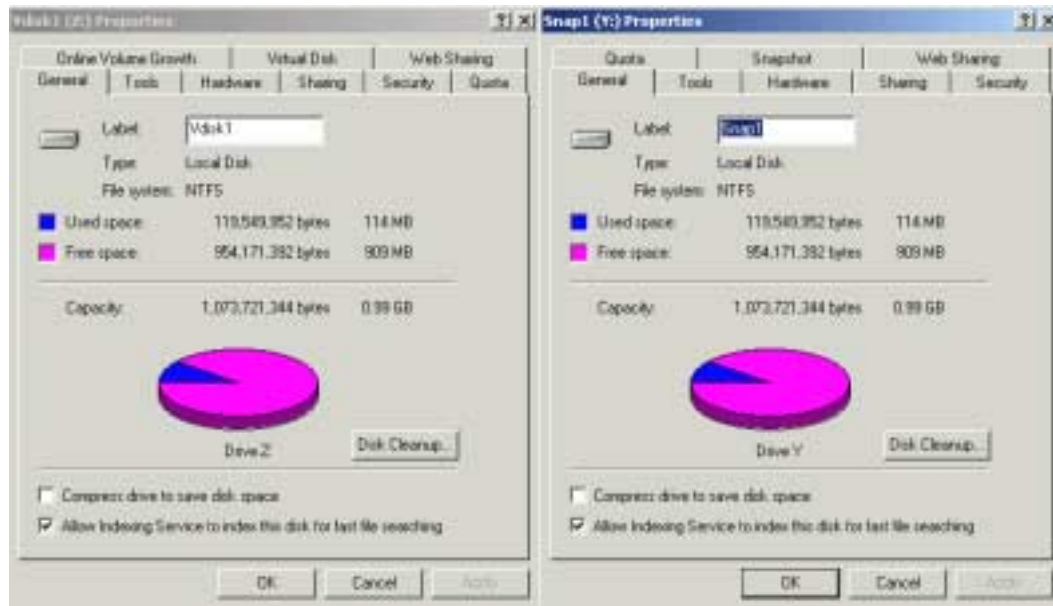 Vdisk1 (Z:) Properties
Online Volume Growth Virtual Disk Web Sharing
General Tools Hardware Sharing Security Quota
Label: Vdisk1
Type: Local Disk
File system: NTFS
Used space: 119,549,952 bytes 114 MB
Free space: 954,171,392 bytes 909 MB
Capacity: 1,073,721,344 bytes 0.99 GB
Drive Z
Disk Cleanup...
Compress drive to save disk space
Allow Indexing Service to index this disk for fast file searching
OK Cancel Apply
Snap1 (Y:) Properties
Quota Snapshot Web Sharing
General Tools Hardware Sharing Security
Label: Snap1
Type: Local Disk
File system: NTFS
Used space: 119,549,952 bytes 114 MB
Free space: 954,171,392 bytes 909 MB
Capacity: 1,073,721,344 bytes 0.99 GB
Drive Y
Disk Cleanup...
Compress drive to save disk space
Allow Indexing Service to index this disk for fast file searching
OK Cancel Apply